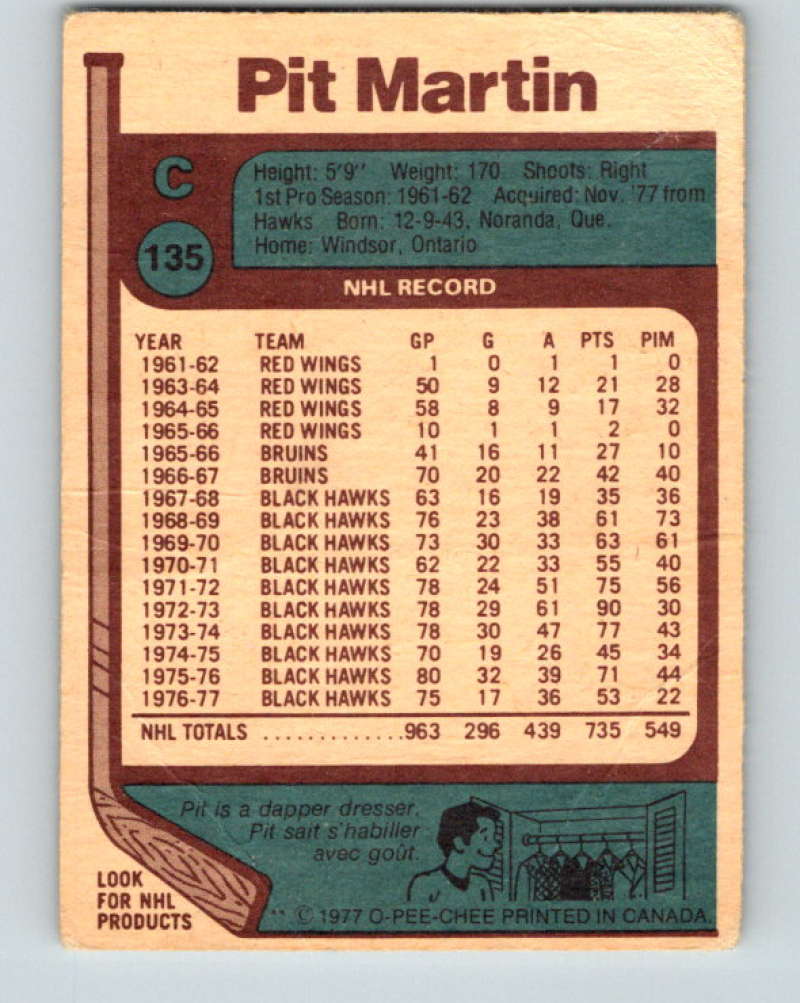 Pit Martin
C
135
Height: 5'9" Weight: 170 Shoots: Right
1st Pro Season: 1961-62 Acquired: Nov. '77 from
Hawks Born: 12-9-43, Noranda, Que.
Home: Windsor, Ontario
NHL RECORD
YEAR TEAM GP G A PTS PIM
1961-62 RED WINGS 1 0 1 1 0
1963-64 RED WINGS 50 9 12 21 28
1964-65 RED WINGS 58 8 9 17 32
1965-66 RED WINGS 10 1 1 2 0
1965-66 BRUINS 41 16 11 27 10
1966-67 BRUINS 70 20 22 42 40
1967-68 BLACK HAWKS 63 16 19 35 36
1968-69 BLACK HAWKS 76 23 38 61 73
1969-70 BLACK HAWKS 73 30 33 63 61
1970-71 BLACK HAWKS 62 22 33 55 40
1971-72 BLACK HAWKS 78 24 51 75 56
1972-73 BLACK HAWKS 78 29 61 90 30
1973-74 BLACK HAWKS 78 30 47 77 43
1974-75 BLACK HAWKS 70 19 26 45 34
1975-76 BLACK HAWKS 80 32 39 71 44
1976-77 BLACK HAWKS 75 17 36 53 22
NHL TOTALS .............963 296 439 735 549
Pit is a dapper dresser.
Pit sait s'habiller
avec goût.
LOOK
FOR NHL
PRODUCTS
** © 1977 O-PEE-CHEE PRINTED IN CANADA.